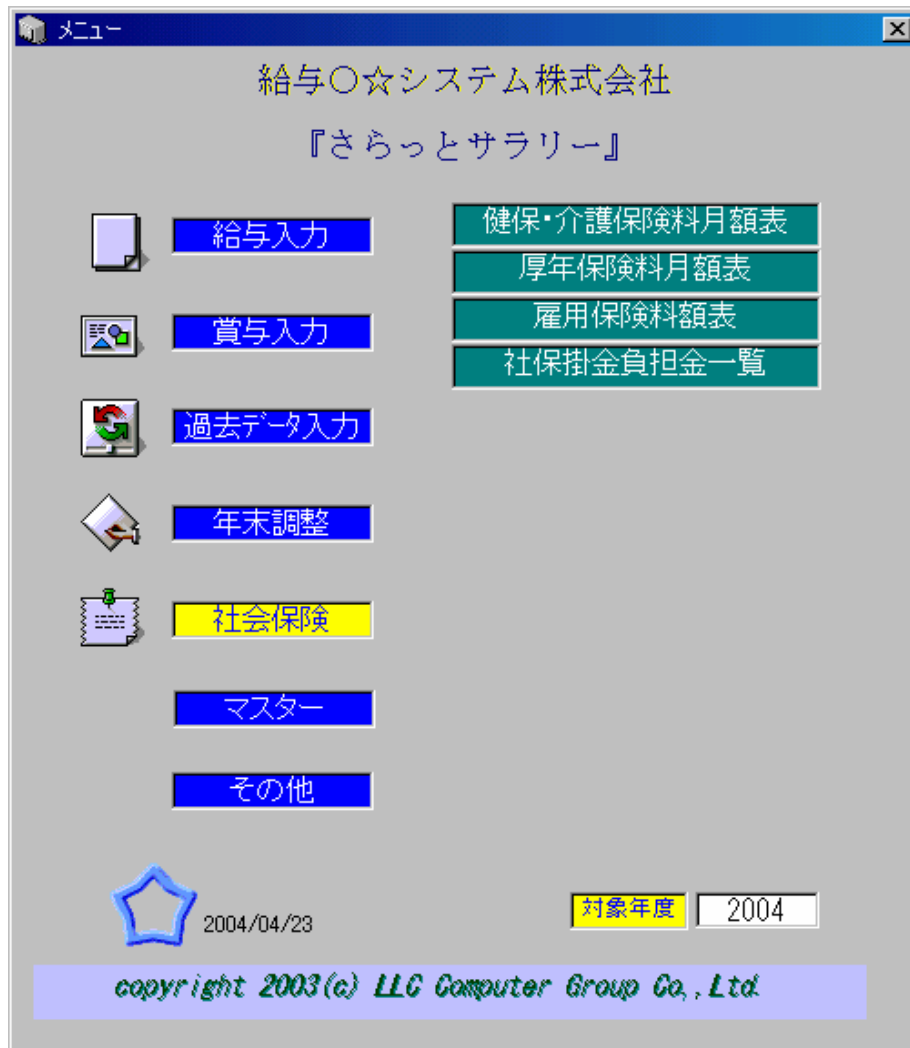 メニュー
給与○☆システム株式会社
『さらっとサラリー』
給与入力
賞与入力
過去ﾃﾞｰﾀ入力
年末調整
社会保険
マスター
その他
健保・介護保険料月額表
厚年保険料月額表
雇用保険料額表
社保掛金負担金一覧
2004/04/23
対象年度 2004
copyright 2003(c) LLC Computer Group Co,.Ltd.